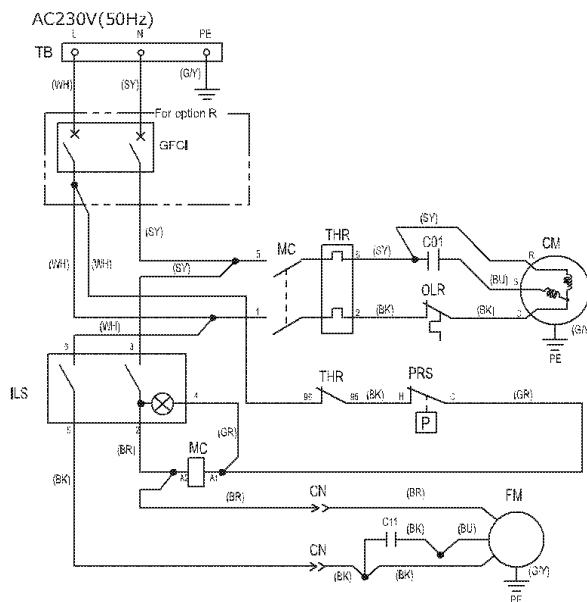 AC230V(50Hz)
L N PE
TB
(WH) (SY) (G/Y)
For option R
GFCI
(SY)
(WH) (WH) (SY)
5 MC THR 6 (SY) (SY) C01 R CM
(BU) S
1 2 (BK) OLR (BK) C
(G/Y)
PE
(WH)
3
ILS
4
THR PRS
96 95 (BK) H C (GR)
P
5 2
(BR) (GR)
(BK) MC
A2 A1
(BR) CN (BR) FM
C11 (BK) (BU)
CN (BK) (BK) (G/Y)
PE